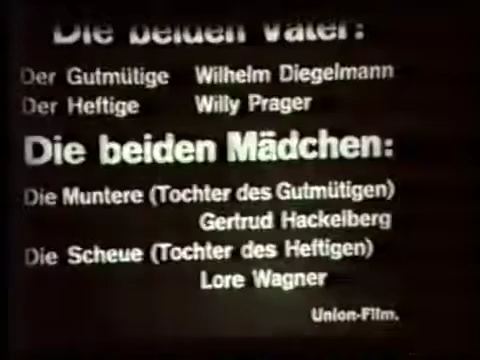 Die beiden Väter:
Der Gutmütige Wilhelm Diegelmann
Der Heftige Willy Prager
Die beiden Mädchen:
Die Muntere (Tochter des Gutmütigen)
Gertrud Hackelberg
Die Scheue (Tochter des Heftigen)
Lore Wagner
Union-Film.